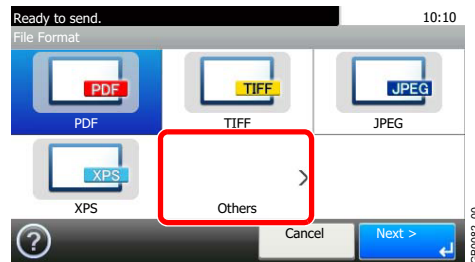 Ready to send. 10:10
File Format
PDF TIFF JPEG
PDF TIFF JPEG
XPS
XPS Others >
? Cancel Next >